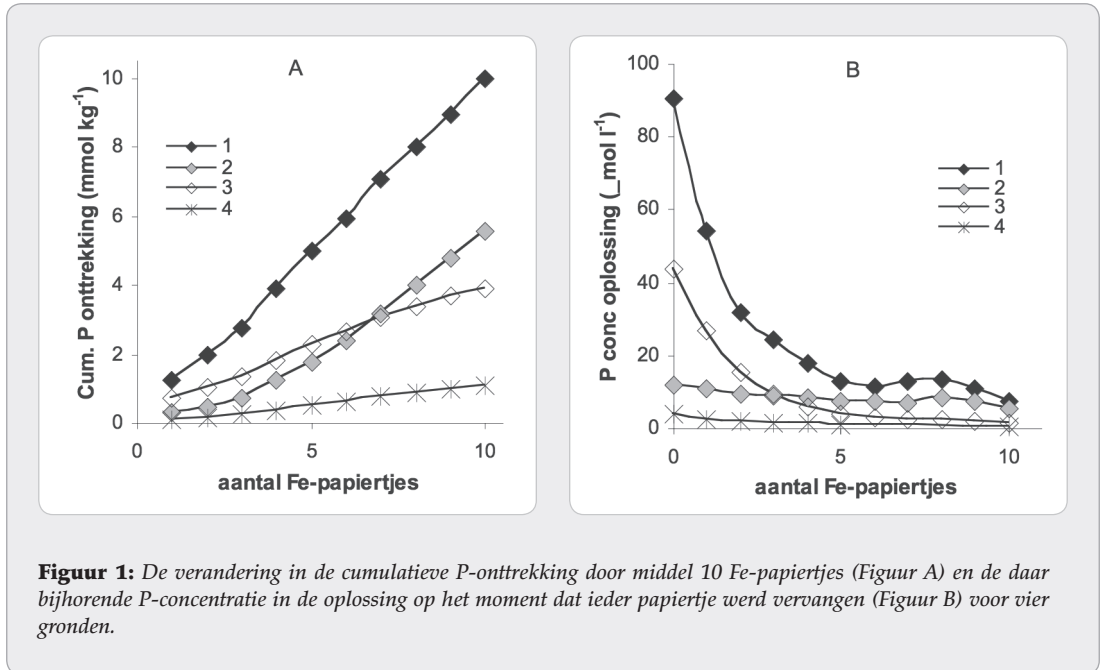 A
Cum. P onttrekking (mmol kg-1)
10
8
6
4
2
0
1
2
3
4
0
5
10
aantal Fe-papiertjes
B
P conc oplossing (_mol l-1)
100
80
60
40
20
0
1
2
3
4
0
5
10
aantal Fe-papiertjes
Figuur 1: De verandering in de cumulatieve P-onttrekking door middel 10 Fe-papiertjes (Figuur A) en de daar
bijhorende P-concentratie in de oplossing op het moment dat ieder papiertje werd vervangen (Figuur B) voor vier
gronden.